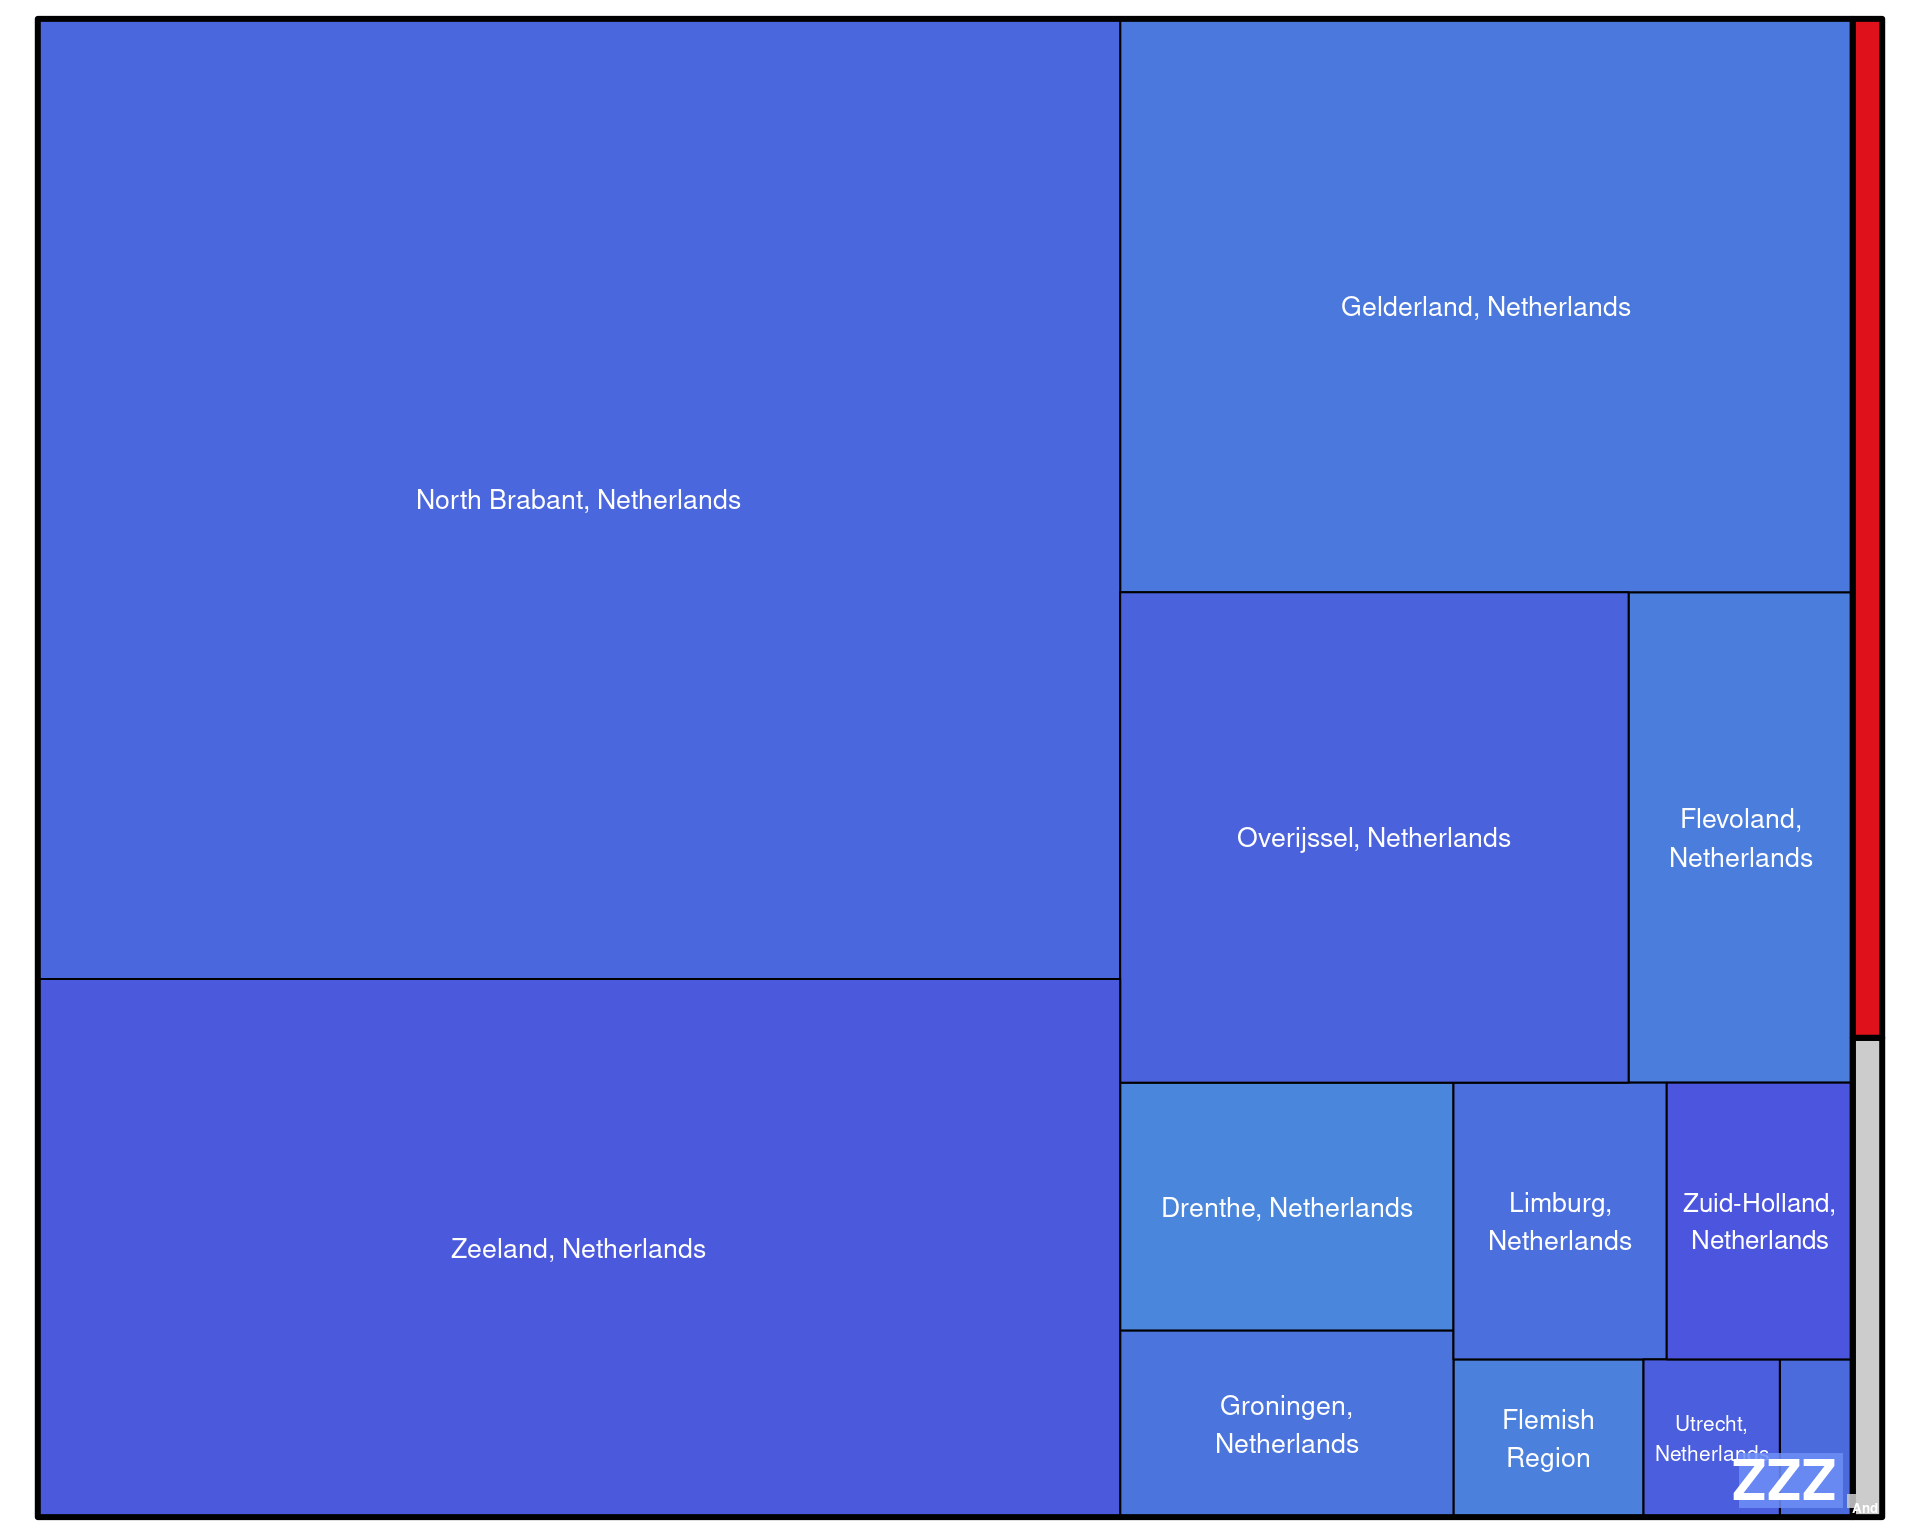 Gelderland, Netherlands
North Brabant, Netherlands
Flevoland,
Netherlands
Overijssel, Netherlands
Drenthe, Netherlands
Limburg,
Netherlands
Zuid-Holland,
Netherlands
Zeeland, Netherlands
Groningen,
Netherlands
Flemish
Region
Utrecht,
Netherlands
ZZZ
And